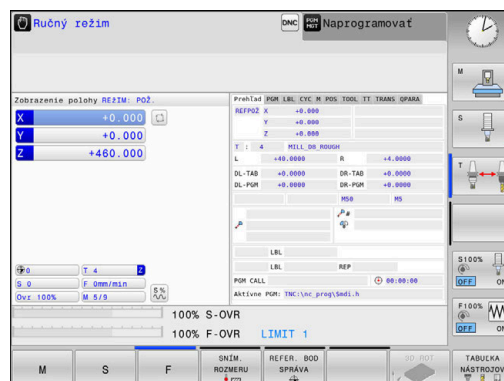 Ručný režim
DNC
PGM
MGT
Naprogramovať
Zobrazenie polohy REŽIM: POŽ.
X +0.000
Y +0.000
Z +460.000
0
T 4 Z
S 0
F 0mm/min
Ovr 100%
M 5/9
S %
Prehľad PGM LBL CYC M POS TOOL TT TRANS QPARA
REFPOŽ X +0.000
Y +0.000
Z +0.000
T : 4 MILL_D8_ROUGH
L +40.0000 R +4.0000
DL-TAB +0.0000 DR-TAB +0.0000
DL-PGM +0.0000 DR-PGM +0.0000
M50 M5
LBL
LBL REP
PGM CALL 00:00:00
Aktívne PGM: TNC:\nc_prog\$mdi.h
100% S-OVR
100% F-OVR LIMIT 1
M
S
T
S100%
OFF ON
F100%
OFF ON
M
S
F
SNÍM.
ROZMERU
REFER. BOD
SPRÁVA
3D ROT
TABUĽKA
NÁSTROJOV